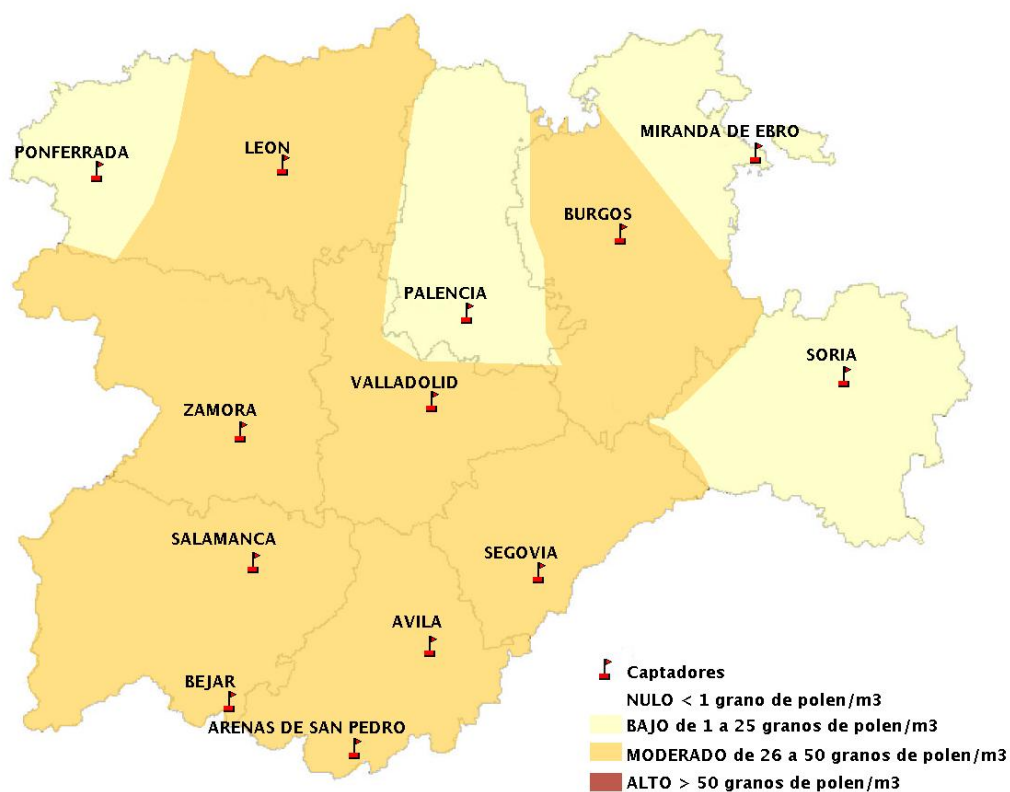 MIRANDA DE EBRO
LEON
PONFERRADA
BURGOS
PALENCIA
SORIA
VALLADOLID
ZAMORA
SALAMANCA
SEGOVIA
AVILA
BEJAR
ARENAS DE SAN PEDRO
Captadores
NULO < 1 grano de polen/m3
BAJO de 1 a 25 granos de polen/m3
MODERADO de 26 a 50 granos de polen/m3
ALTO > 50 granos de polen/m3